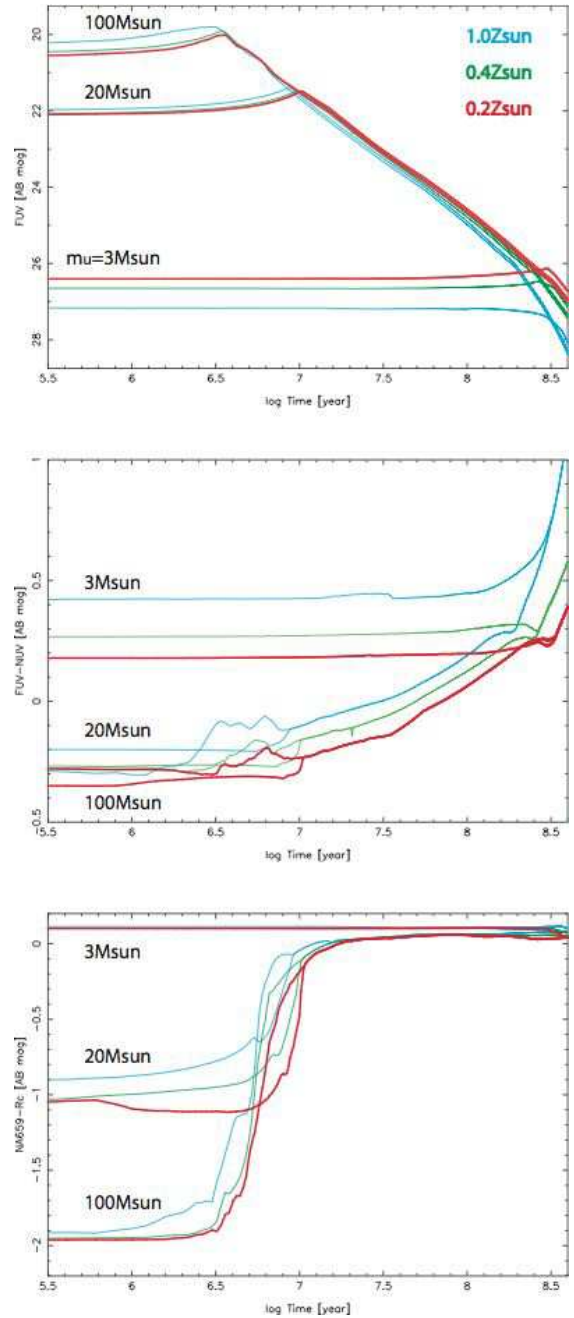 100Msun
1.0Zsun
0.4Zsun
0.2Zsun
20Msun
mu=3Msun
FUV [AB mag]
20
22
24
26
28
5.5
6
6.5
7
7.5
8
8.5
log Time [year]
3Msun
20Msun
100Msun
FUV-NUV [AB mag]
1
0.5
0
0.5
5.5
6
6.5
7
7.5
8
8.5
log Time [year]
3Msun
20Msun
100Msun
NA659-Rc [AB mag]
0
-0.5
-1
-1.5
-2
5.5
6
6.5
7
7.5
8
8.5
log Time [year]